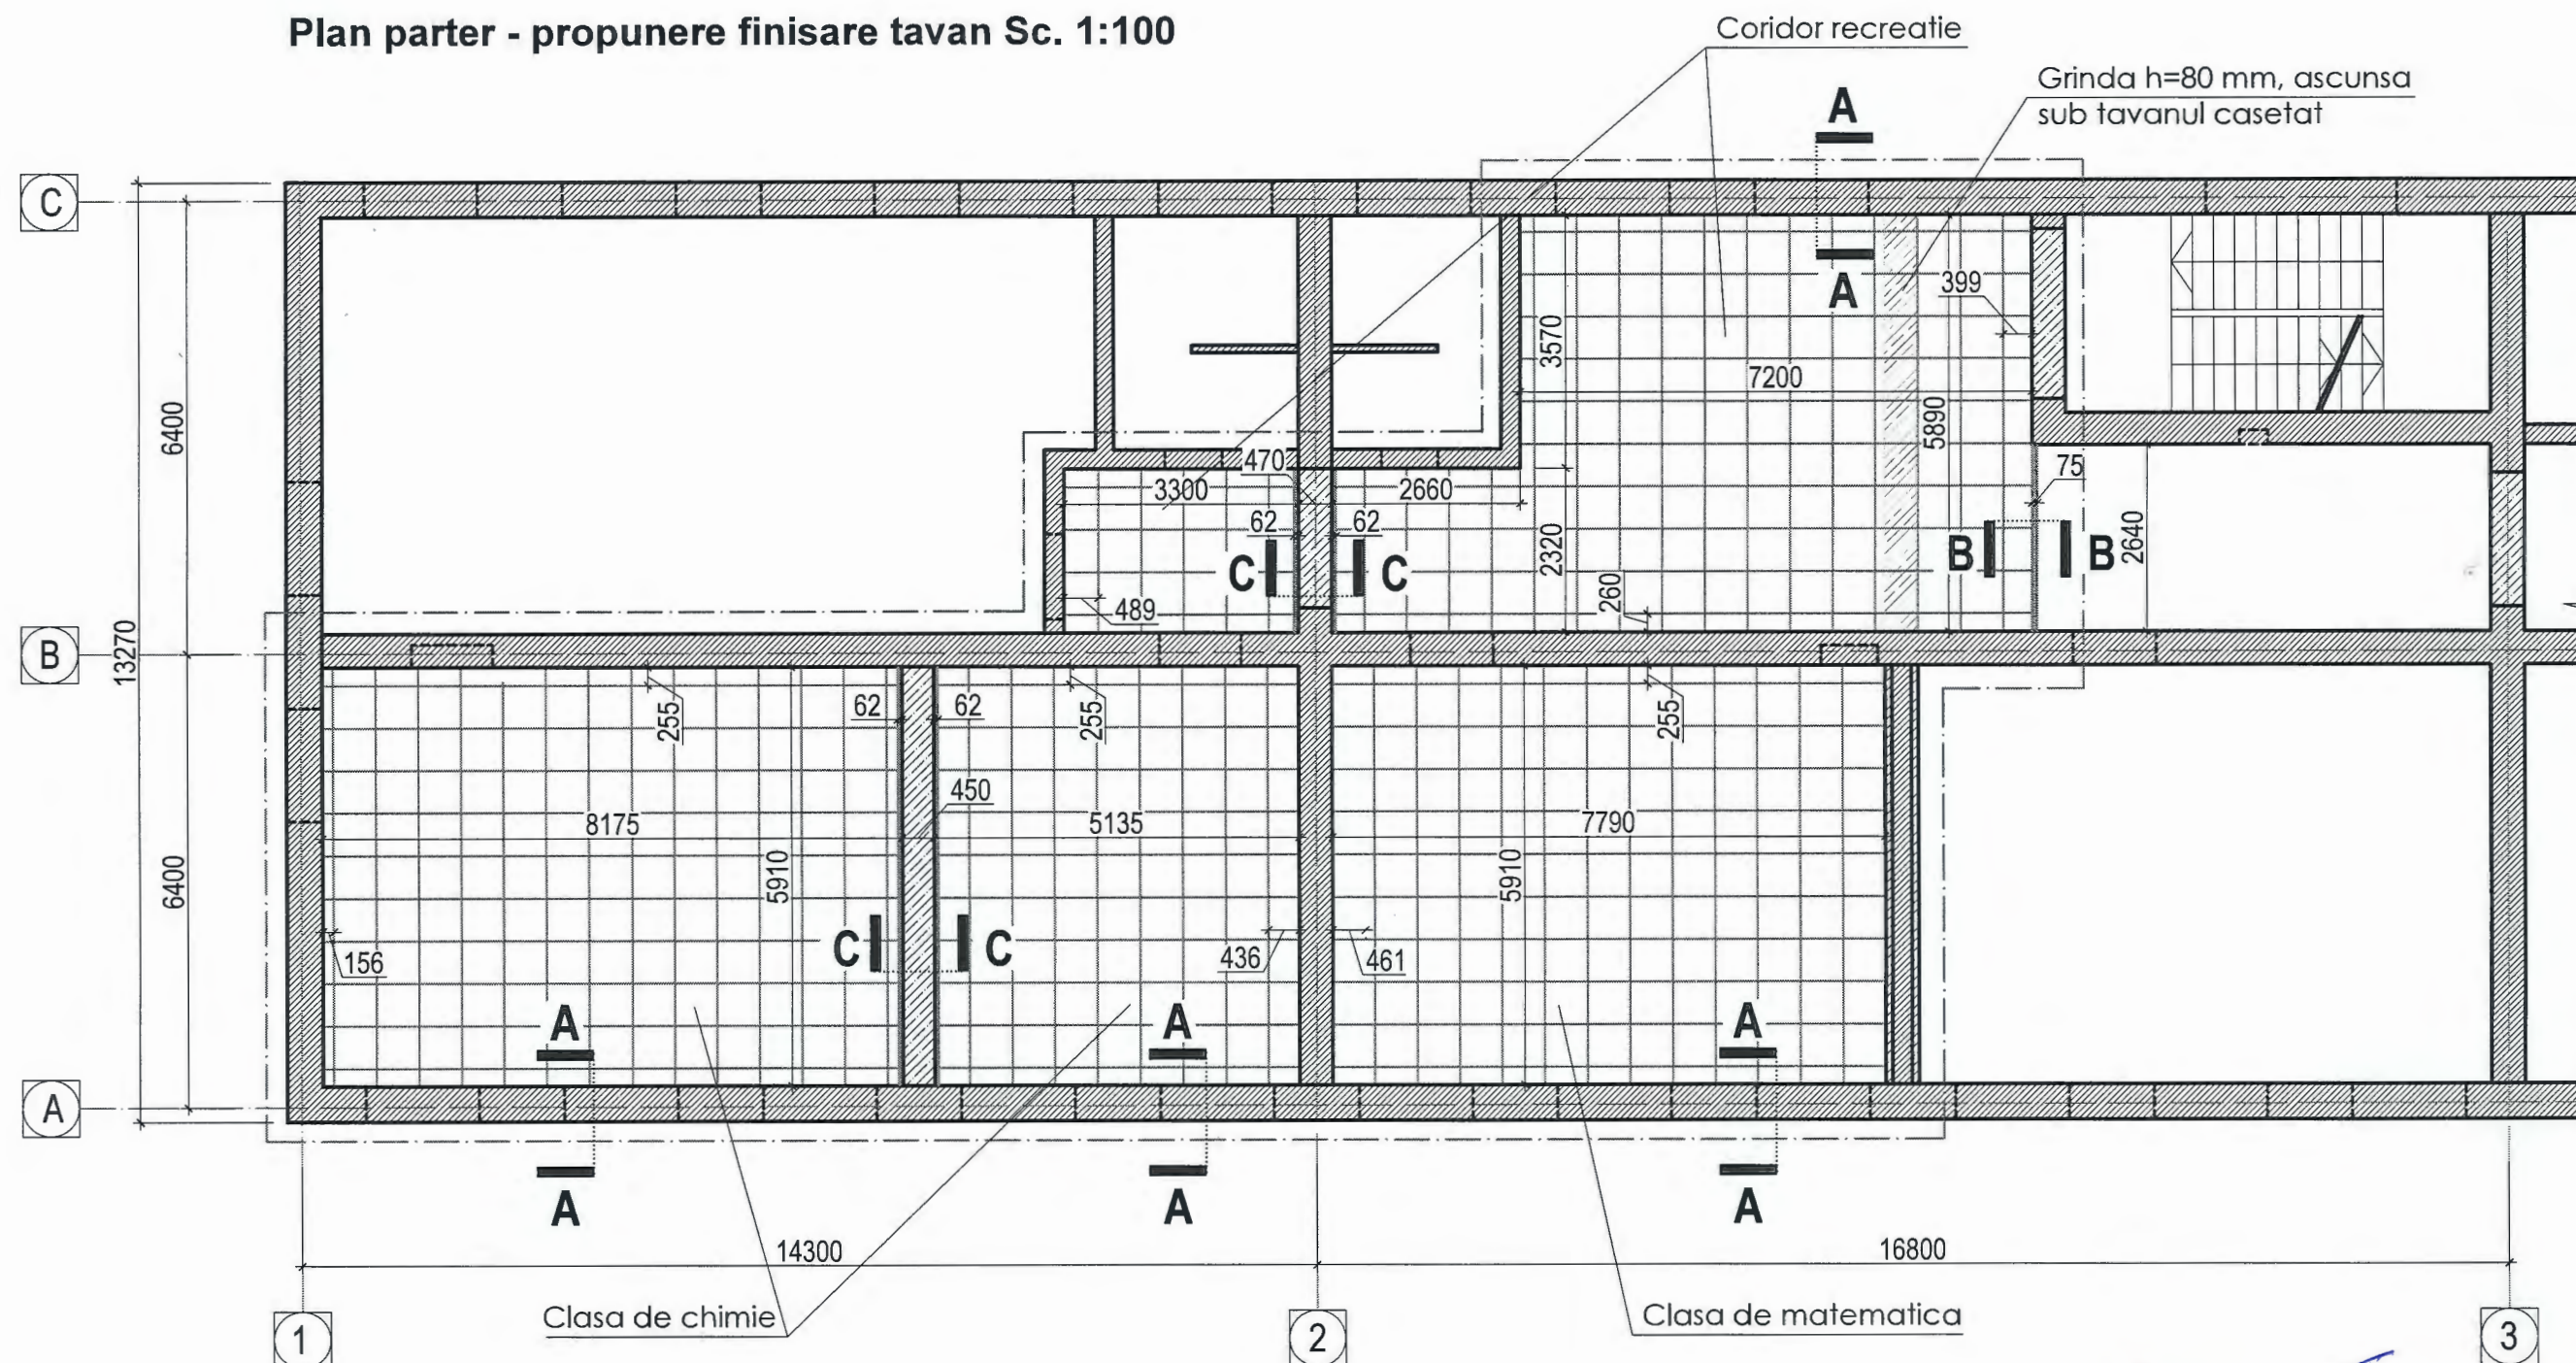 Plan parter - propunere finisare tavan Sc. 1:100
Coridor recreatie
Grinda h=80 mm, ascunsa
sub tavanul casetat
A
A
C
399
3570
7200
6400
5890
470
3300
2660
75
62
62
C
C
B
B
2320
2640
260
489
B
13270
255
62
62
255
255
450
8175
5135
7790
6400
5910
5910
C
C
156
436
461
A
A
A
A
A
A
A
14300
16800
Clasa de chimie
Clasa de matematica
1
2
3